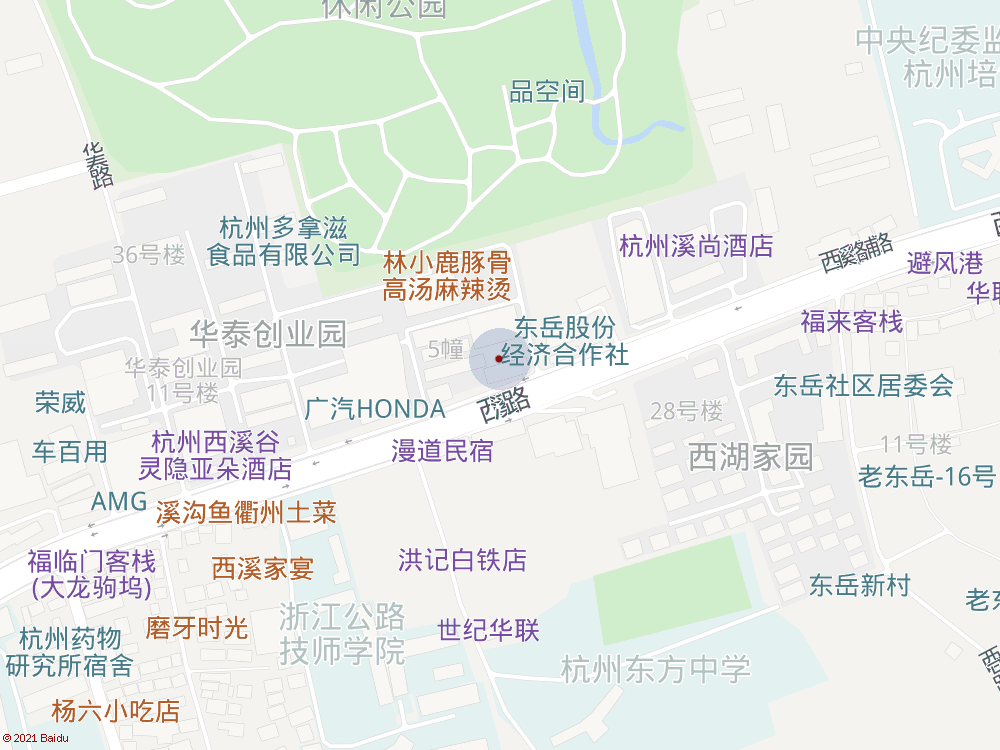 休闲公园
中央纪委监
杭州培
品空间
华泰路
杭州多拿滋
食品有限公司
36号楼
杭州溪尚酒店
西溪路辅路
避风港
华联
林小鹿豚骨
高汤麻辣烫
华泰创业园
5幢
东岳股份
经济合作社
福来客栈
华泰创业园
11号楼
东岳社区居委会
荣威
广汽HONDA
西溪路
28号楼
车百用
杭州西溪谷
灵隐亚朵酒店
漫道民宿
西湖家园
11号楼
老东岳-16号
AMG
溪沟鱼衢州土菜
福临门客栈
(大龙驹坞)
西溪家宴
洪记白铁店
东岳新村
老东
浙江公路
技师学院
磨牙时光
世纪华联
杭州药物
研究所宿舍
杭州东方中学
杨六小吃店
© 2021 Baidu